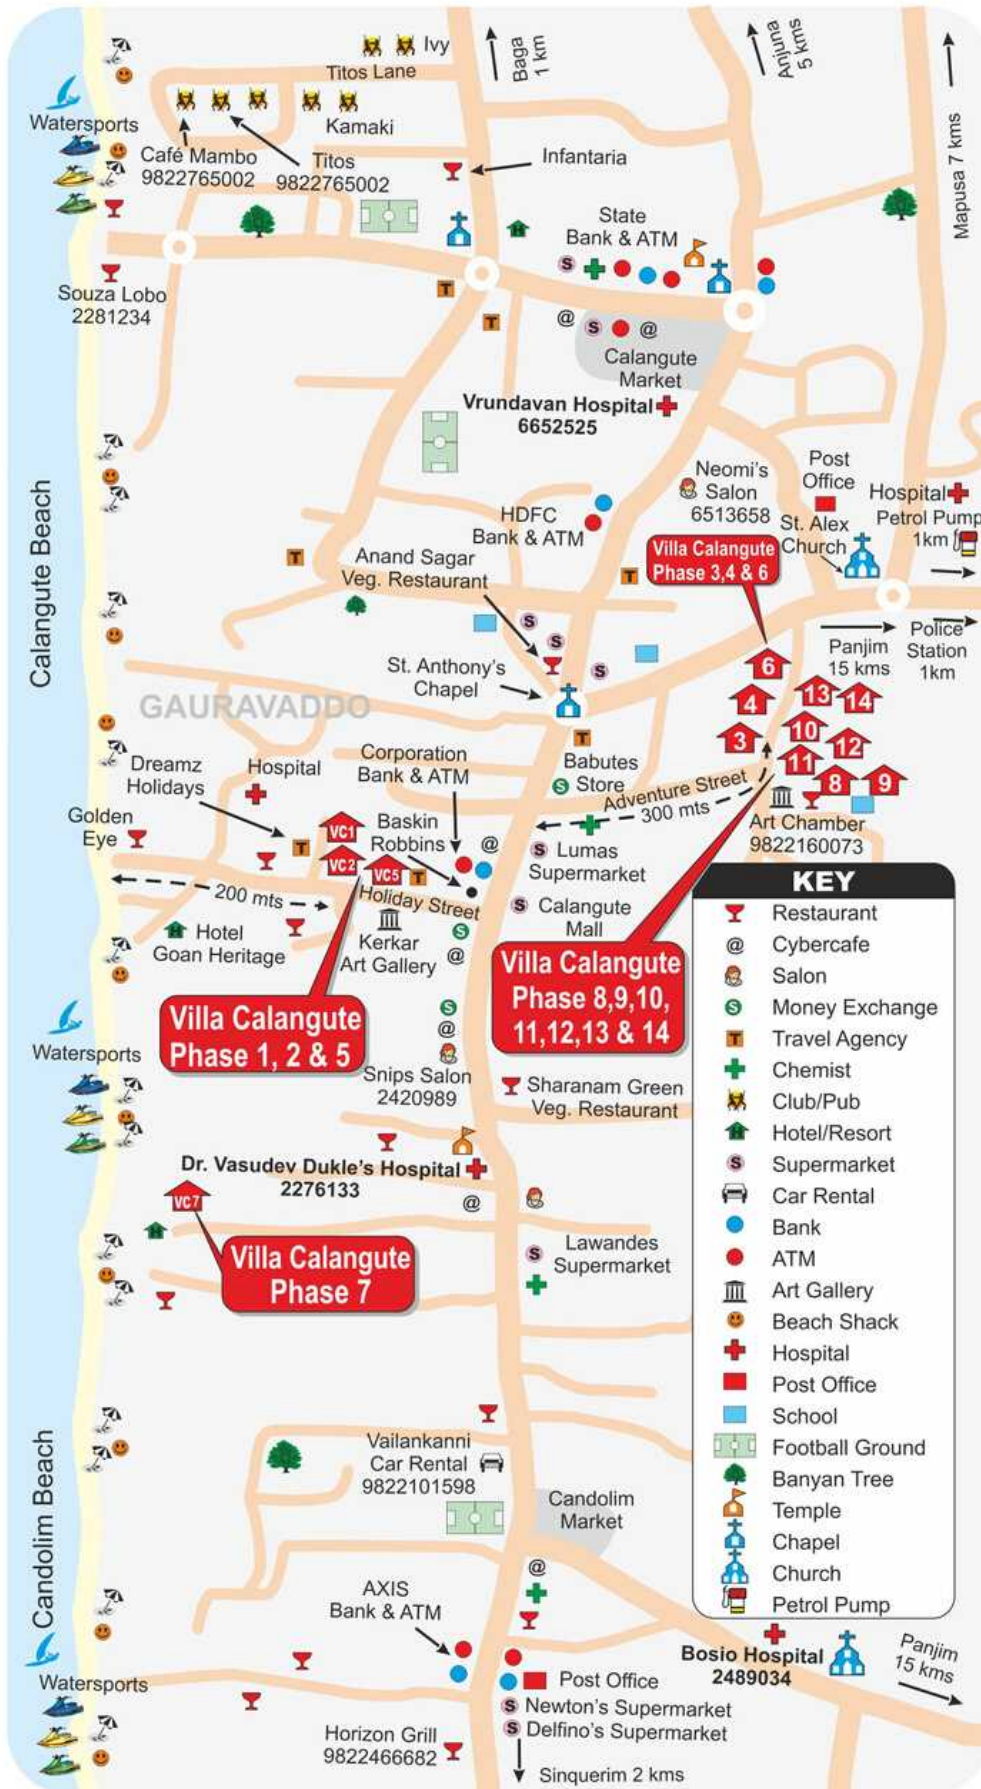 Ivy
Titos Lane
Baga
1 km
Anjuna
5 kms
Mapusa 7 kms
Watersports
Kamaki
Café Mambo
9822765002
Titos
9822765002
Infantaria
State
Bank & ATM
Souza Lobo
2281234
Calangute
Market
Vrundavan Hospital
6652525
Calangute Beach
Neomi's
Salon
6513658
Post
Office
Hospital
Petrol Pump
1km
St. Alex
Church
HDFC
Bank & ATM
Anand Sagar
Veg. Restaurant
Villa Calangute
Phase 3,4 & 6
Panjim
15 kms
Police
Station
1km
St. Anthony's
Chapel
GAURAVADDO
6
4
13
14
3
10
12
11
8
9
Dreamz
Holidays
Hospital
Corporation
Bank & ATM
Babutes
Store
Adventure Street
300 mts
Golden
Eye
VC1
VC2
VC5
Baskin
Robbins
Lumas
Supermarket
Art Chamber
9822160073
200 mts
Holiday Street
Calangute
Mall
Hotel
Goan Heritage
Kerkar
Art Gallery
Villa Calangute
Phase 1, 2 & 5
Villa Calangute
Phase 8,9,10,
11,12,13 & 14
Watersports
Snips Salon
2420989
Sharanam Green
Veg. Restaurant
Dr. Vasudev Dukle's Hospital
2276133
VC7
Villa Calangute
Phase 7
Lawandes
Supermarket
KEY
Restaurant
@ Cybercafe
Salon
S Money Exchange
T Travel Agency
Chemist
Club/Pub
H Hotel/Resort
S Supermarket
Car Rental
Bank
ATM
Art Gallery
Beach Shack
Hospital
Post Office
School
Football Ground
Banyan Tree
Temple
Chapel
Church
Petrol Pump
Candolim Beach
Vailankanni
Car Rental
9822101598
Candolim
Market
AXIS
Bank & ATM
Bosio Hospital
2489034
Panjim
15 kms
Watersports
Post Office
Newton's Supermarket
Delfino's Supermarket
Horizon Grill
9822466682
Sinquerim 2 kms